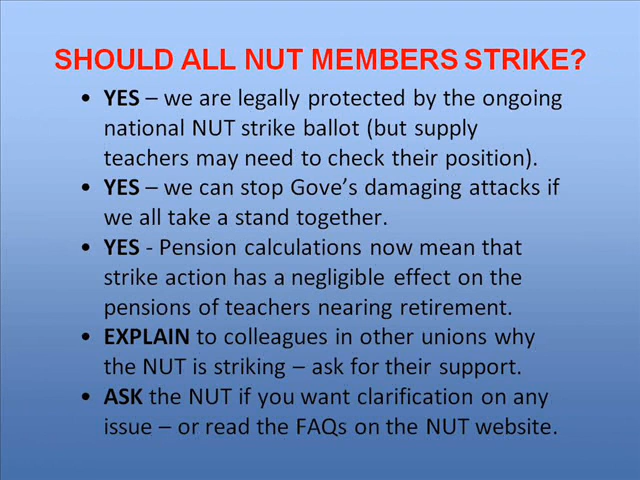 SHOULD ALL NUT MEMBERS STRIKE?
• YES – we are legally protected by the ongoing
national NUT strike ballot (but supply
teachers may need to check their position).
• YES – we can stop Gove's damaging attacks if
we all take a stand together.
• YES - Pension calculations now mean that
strike action has a negligible effect on the
pensions of teachers nearing retirement.
• EXPLAIN to colleagues in other unions why
the NUT is striking – ask for their support.
• ASK the NUT if you want clarification on any
issue – or read the FAQs on the NUT website.